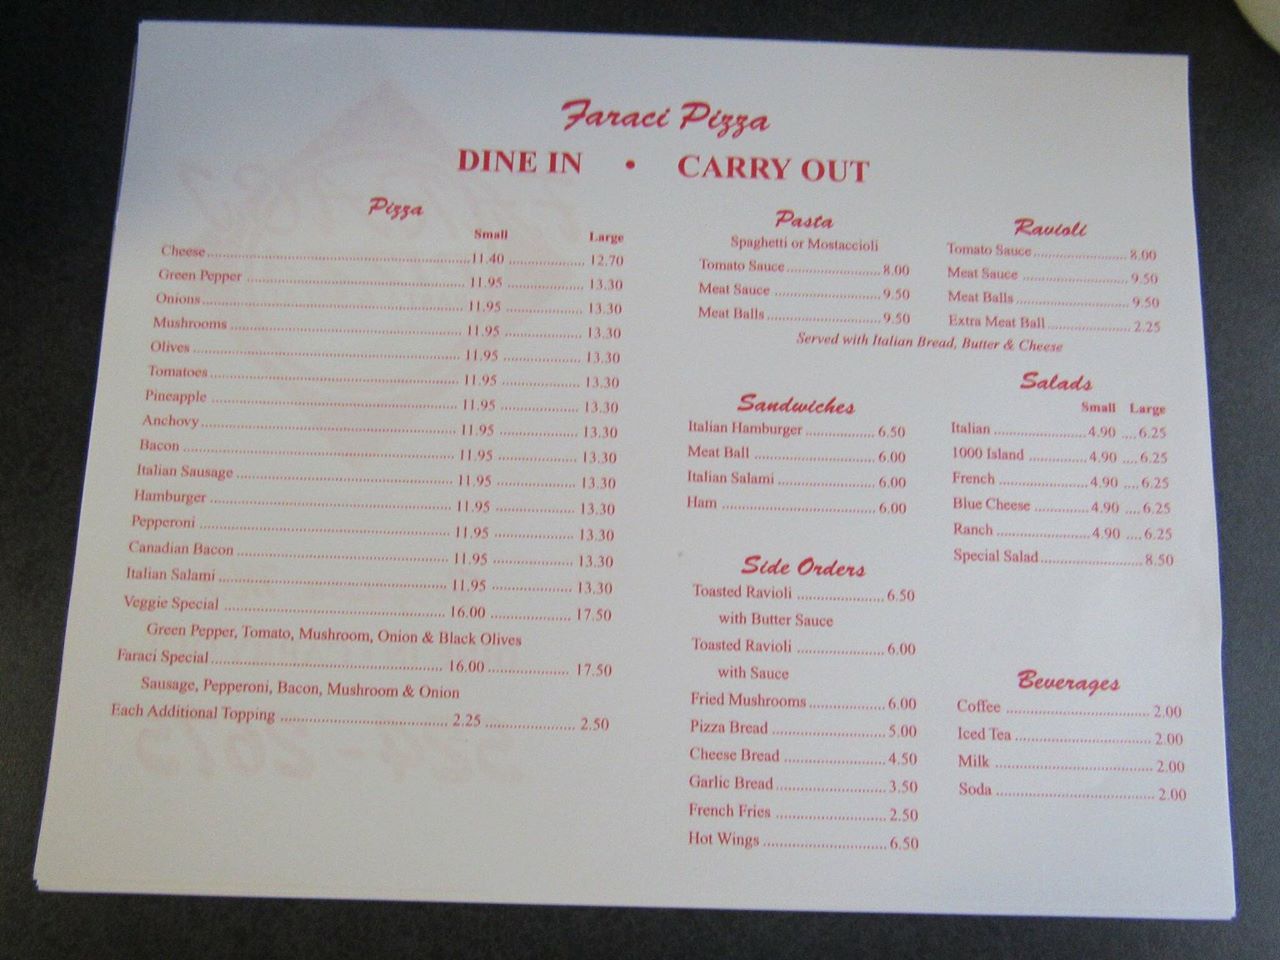 Faraci Pizza
DINE IN • CARRY OUT
Pizza
Small Large
Cheese 11.40 12.70
Green Pepper 11.95 13.30
Onions 11.95 13.30
Mushrooms 11.95 13.30
Olives 11.95 13.30
Tomatoes 11.95 13.30
Pineapple 11.95 13.30
Anchovy 11.95 13.30
Bacon 11.95 13.30
Italian Sausage 11.95 13.30
Hamburger 11.95 13.30
Pepperoni 11.95 13.30
Canadian Bacon 11.95 13.30
Italian Salami 11.95 13.30
Veggie Special 16.00 17.50
Green Pepper, Tomato, Mushroom, Onion & Black Olives
Faraci Special 16.00 17.50
Sausage, Pepperoni, Bacon, Mushroom & Onion
Each Additional Topping 2.25 2.50
Pasta
Spaghetti or Mostaccioli
Tomato Sauce 8.00
Meat Sauce 9.50
Meat Balls 9.50
Ravioli
Tomato Sauce 8.00
Meat Sauce 9.50
Meat Balls 9.50
Extra Meat Ball 2.25
Served with Italian Bread, Butter & Cheese
Sandwiches
Italian Hamburger 6.50
Meat Ball 6.00
Italian Salami 6.00
Ham 6.00
Salads
Small Large
Italian 4.90 6.25
1000 Island 4.90 6.25
French 4.90 6.25
Blue Cheese 4.90 6.25
Ranch 4.90 6.25
Special Salad 8.50
Side Orders
Toasted Ravioli 6.50
with Butter Sauce
Toasted Ravioli 6.00
with Sauce
Fried Mushrooms 6.00
Pizza Bread 5.00
Cheese Bread 4.50
Garlic Bread 3.50
French Fries 2.50
Hot Wings 6.50
Beverages
Coffee 2.00
Iced Tea 2.00
Milk 2.00
Soda 2.00